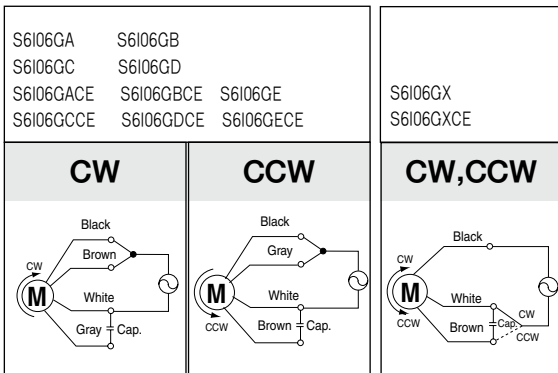 S6I06GA S6I06GB
S6I06GC S6I06GD
S6I06GACE S6I06GBCE S6I06GE
S6I06GCCE S6I06GDCE S6I06GECE
S6I06GX
S6I06GXCE
CW
CCW
CW,CCW
Black
Brown
CW
M
White
Gray Cap.
Black
Gray
M
White
CCW
Brown Cap.
Black
CW
M
White
CW
Brown Cap.
CCW
CCW